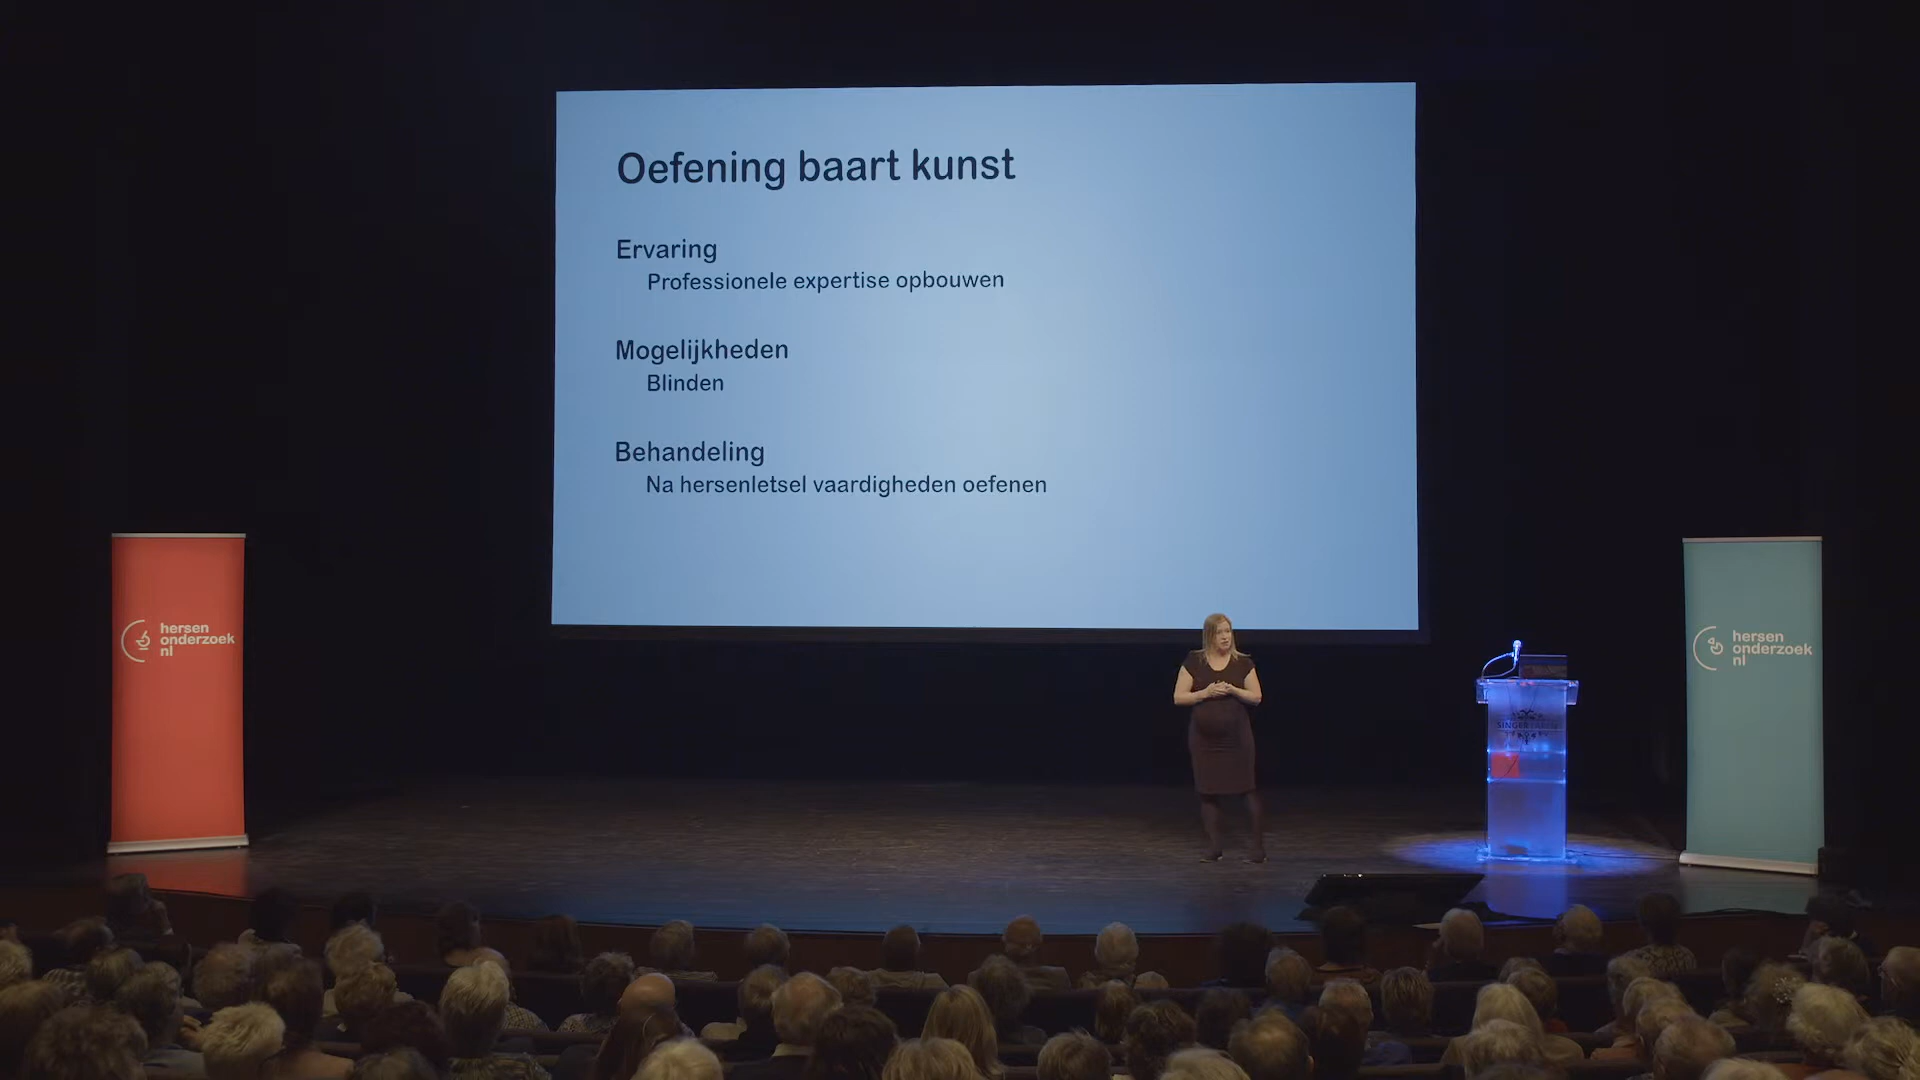 Oefening baart kunst
Ervaring
Professionele expertise opbouwen
Mogelijkheden
Blinden
Behandeling
Na hersenletsel vaardigheden oefenen
hersen
onderzoek
nl
hersen
onderzoek
nl